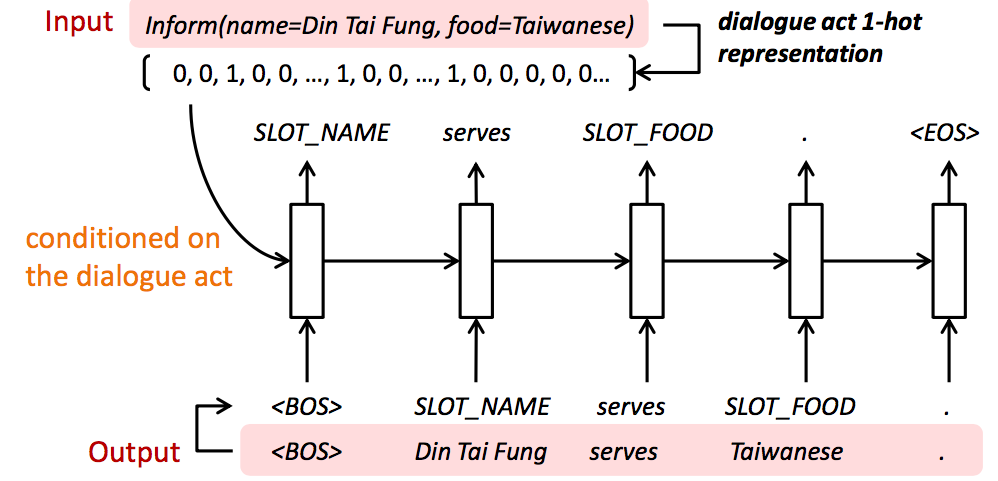 Input Inform(name=Din Tai Fung, food=Taiwanese)
dialogue act 1-hot
representation
[ 0, 0, 1, 0, 0, …, 1, 0, 0, …, 1, 0, 0, 0, 0, 0… ]
SLOT_NAME serves SLOT_FOOD . <EOS>
conditioned on
the dialogue act
<BOS> SLOT_NAME serves SLOT_FOOD .
Output <BOS> Din Tai Fung serves Taiwanese .